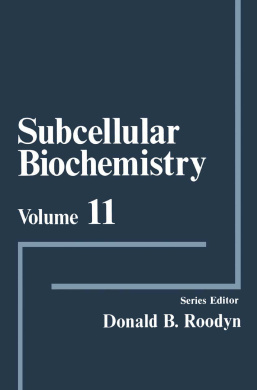 Subcellular
Biochemistry
Volume 11
Series Editor
Donald B. Roodyn